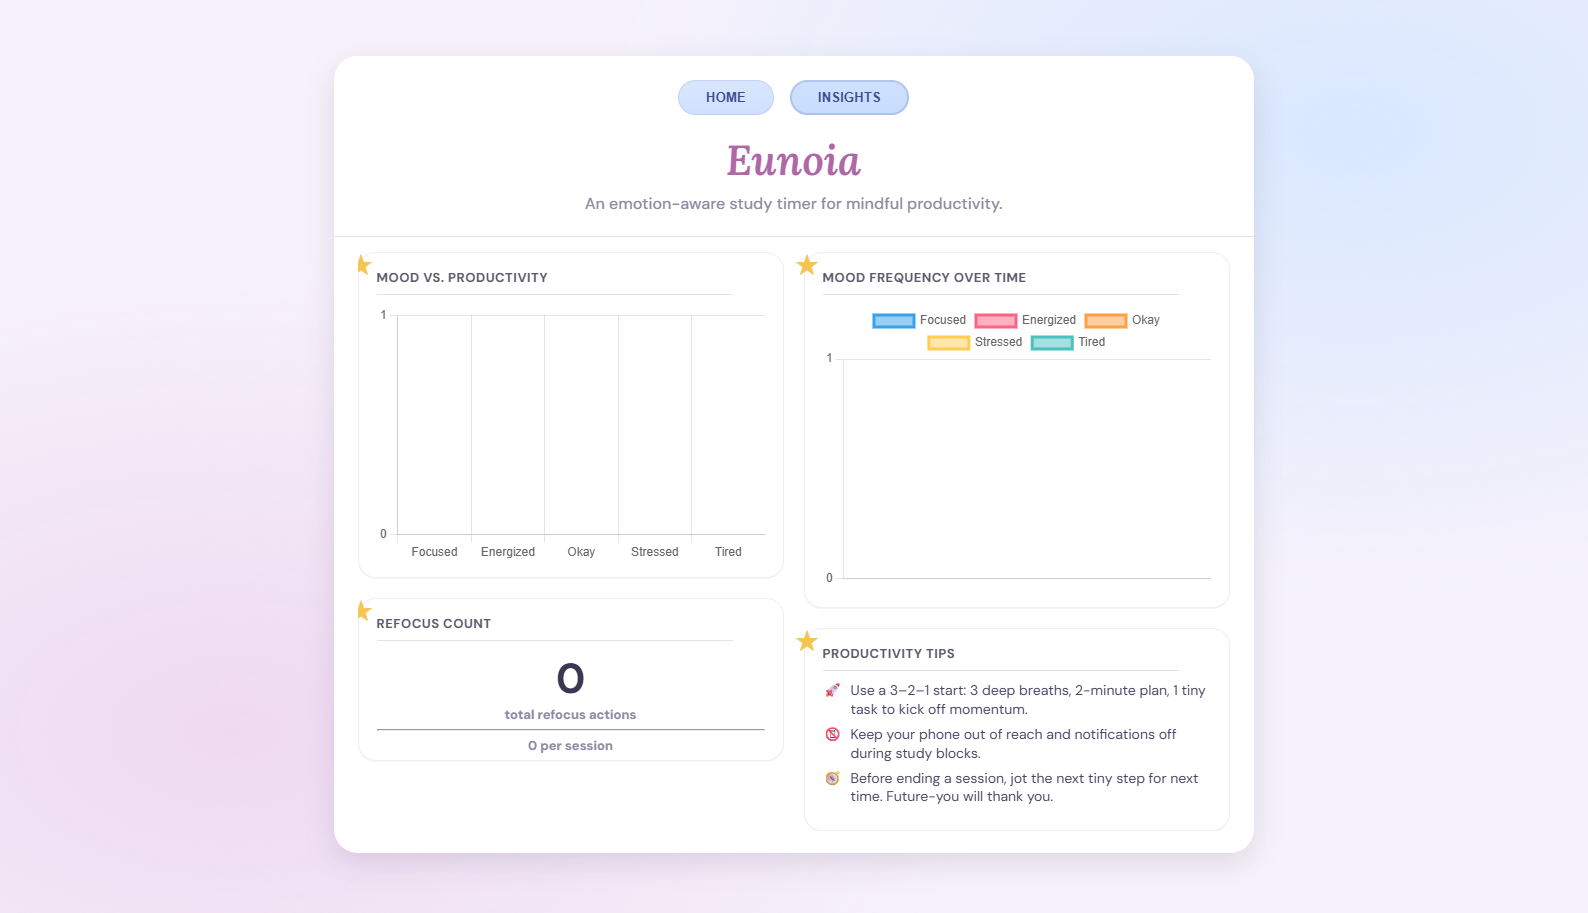 HOME
INSIGHTS
Eunoia
An emotion-aware study timer for mindful productivity.
MOOD VS. PRODUCTIVITY
1
0
Focused
Energized
Okay
Stressed
Tired
REFOCUS COUNT
0
total refocus actions
0 per session
MOOD FREQUENCY OVER TIME
Focused
Energized
Okay
Stressed
Tired
1
0
PRODUCTIVITY TIPS
Use a 3–2–1 start: 3 deep breaths, 2-minute plan, 1 tiny
task to kick off momentum.
Keep your phone out of reach and notifications off
during study blocks.
Before ending a session, jot the next tiny step for next
time. Future-you will thank you.